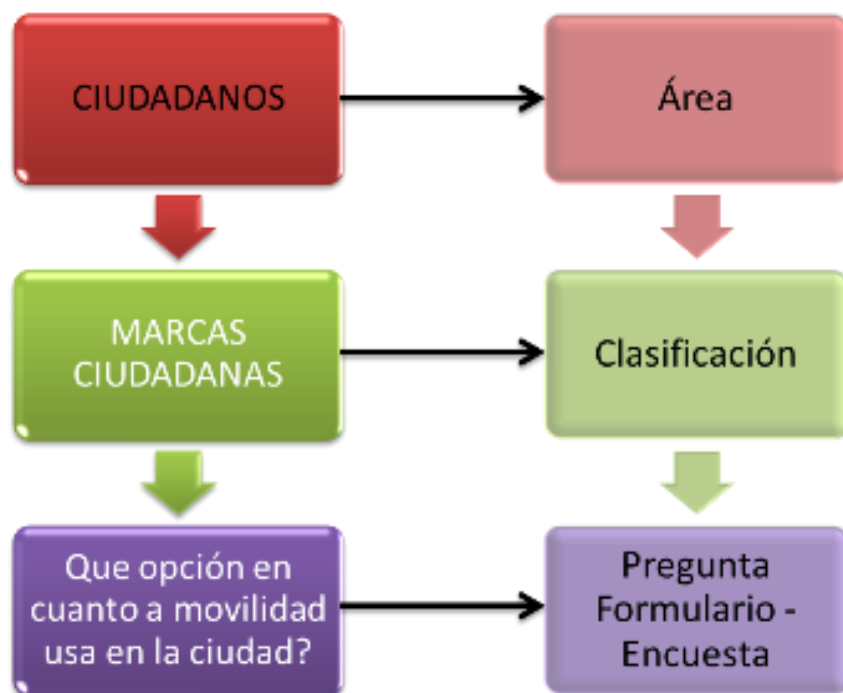 CIUDADANOS
Área
MARCAS
CIUDADANAS
Clasificación
Que opción en
cuanto a movilidad
usa en la ciudad?
Pregunta
Formulario -
Encuesta